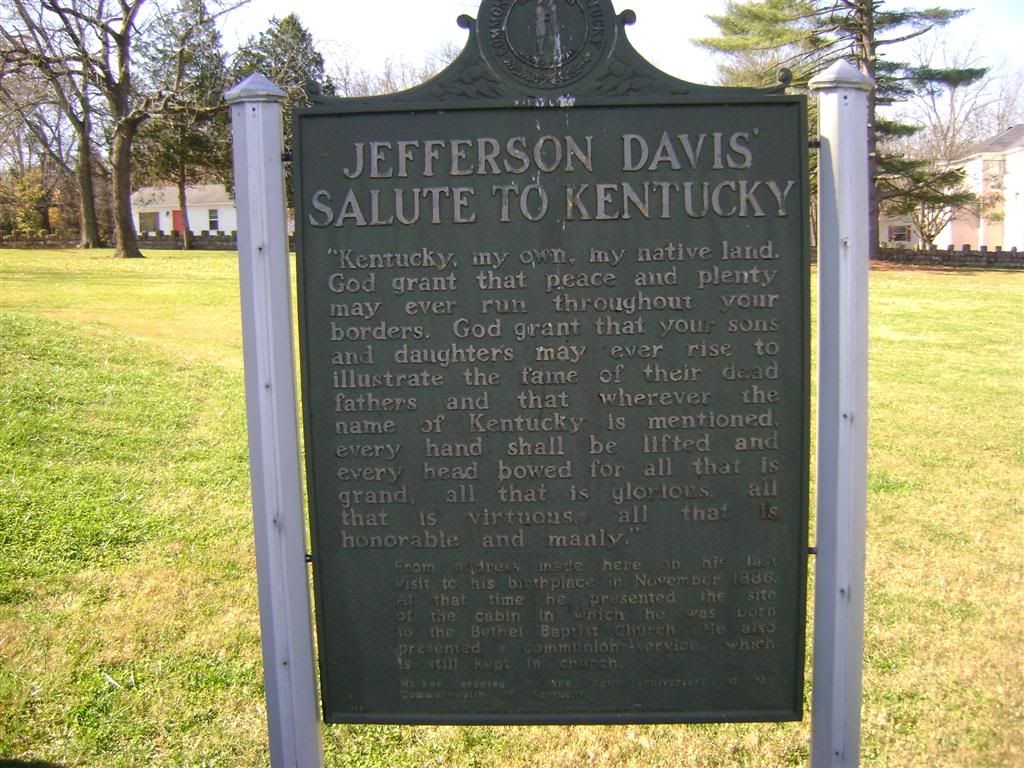 COMMONWEALTH OF KENTUCKY
JEFFERSON DAVIS'
SALUTE TO KENTUCKY
"Kentucky, my own, my native land.
God grant that peace and plenty
may ever run throughout your
borders. God grant that your sons
and daughters may ever rise to
illustrate the fame of their dead
fathers and that wherever the
name of Kentucky is mentioned,
every hand shall be lifted and
every head bowed for all that is
grand, all that is glorious, all
that is virtuous, all that is
honorable and manly."
From address made here on his last
visit to his birthplace in November 1886.
At that time he presented the site
of the cabin in which he was born
to the Bethel Baptist Church. He also
presented a communion service, which
is still kept in church.
Marker erected in the anniversary of the
Commonwealth of Kentucky